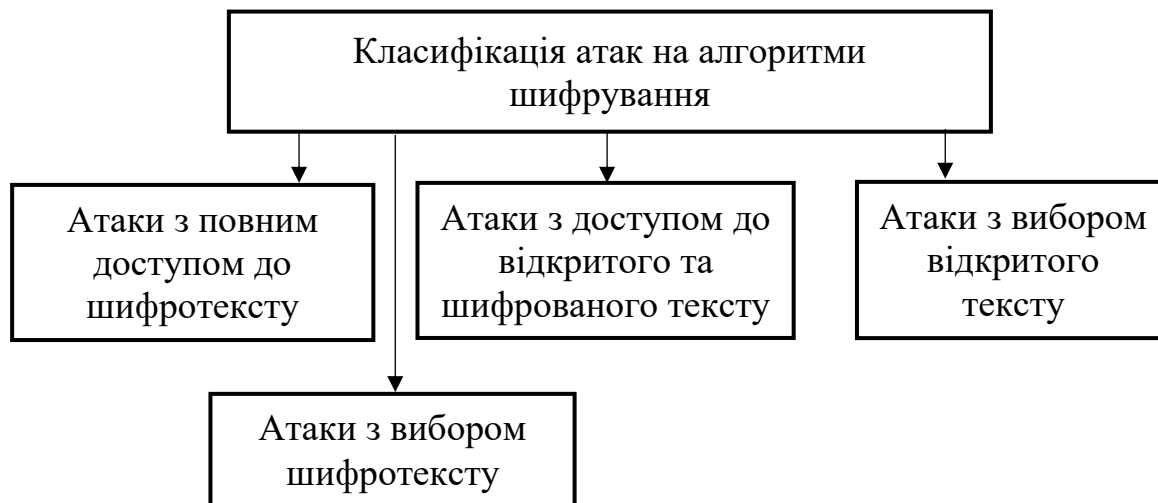 Класифікація атак на алгоритми
шифрування
Атаки з повним
доступом до
шифротексту
Атаки з доступом до
відкритого та
шифрованого тексту
Атаки з вибором
відкритого
тексту
Атаки з вибором
шифротексту